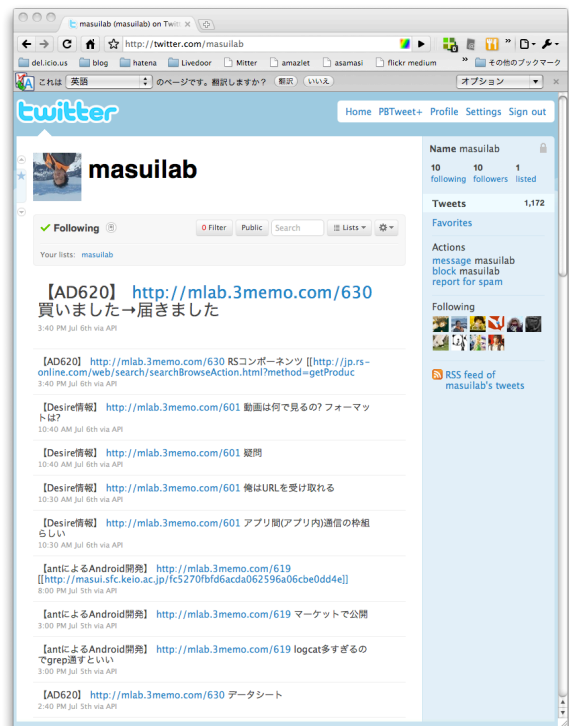 masuilab (masuilab) on Twit
http://twitter.com/masuilab
del.icio.us blog hatena Livedoor Mitter amazlet asamasi flickr medium » その他のブックマーク
これは 英語 のページです。翻訳しますか? 翻訳 いいえ オプション
twitter
Home PBTweet+ Profile Settings Sign out
masuilab
Following
0 Filter Public Search Lists
Your lists: masuilab
【AD620】 http://mlab.3memo.com/630
買いました→届きました
3:40 PM Jul 6th via API
【AD620】 http://mlab.3memo.com/630 RSコンポーネンツ [[http://jp.rs-
online.com/web/search/searchBrowseAction.html?method=getProduc
3:40 PM Jul 6th via API
【Desire情報】 http://mlab.3memo.com/601 動画は何で見るの? フォーマッ
トは?
10:40 AM Jul 6th via API
【Desire情報】 http://mlab.3memo.com/601 疑問
10:40 AM Jul 6th via API
【Desire情報】 http://mlab.3memo.com/601 俺はURLを受け取れる
10:30 AM Jul 6th via API
【Desire情報】 http://mlab.3memo.com/601 アプリ間(アプリ内)通信の枠組
らしい
10:30 AM Jul 6th via API
【antによるAndroid開発】 http://mlab.3memo.com/619
[[http://masui.sfc.keio.ac.jp/fc5270fbfd6acda062596a06cbe0dd4e]]
8:00 PM Jul 5th via API
【antによるAndroid開発】 http://mlab.3memo.com/619 マーケットで公開
3:00 PM Jul 5th via API
【antによるAndroid開発】 http://mlab.3memo.com/619 logcat多すぎるの
でgrep通すといい
3:00 PM Jul 5th via API
【AD620】 http://mlab.3memo.com/630 データシート
2:40 PM Jul 5th via API
Name masuilab
10 10 1
following followers listed
Tweets 1,172
Favorites
Actions
message masuilab
block masuilab
report for spam
Following
RSS feed of
masuilab's tweets